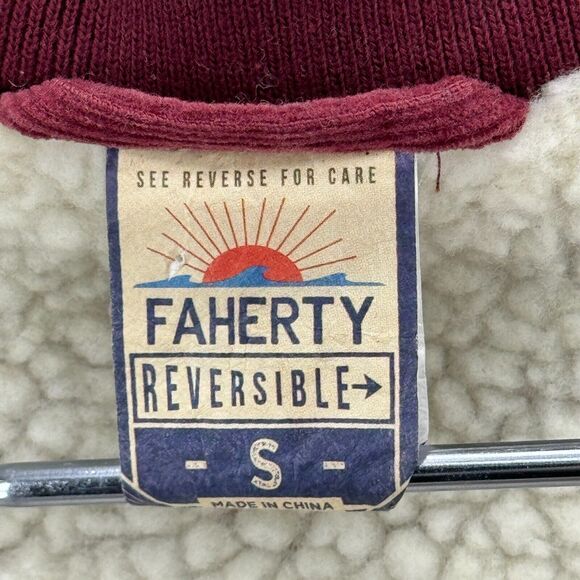 SEE REVERSE FOR CARE
FAHERTY
REVERSIBLE→
- S -
MADE IN CHINA